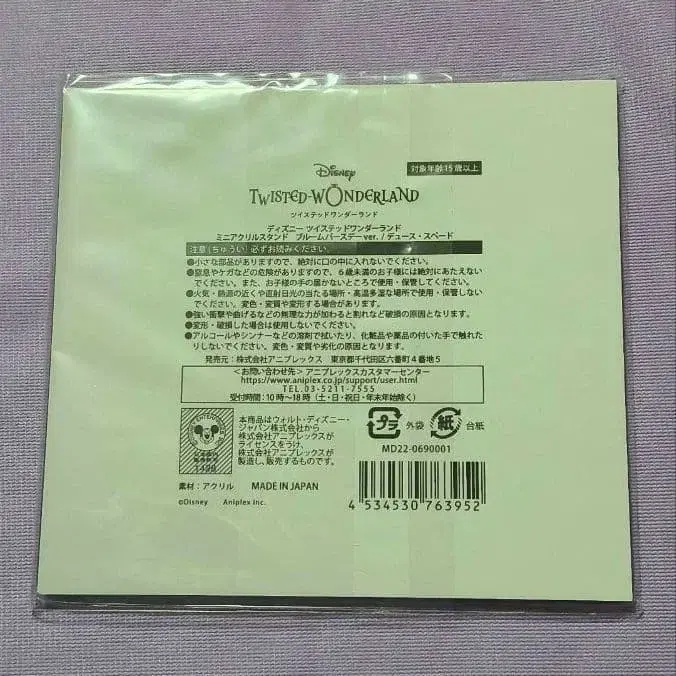 Disney
対象年齢15歳以上
TWISTED-WONDERLAND
ツイステッドワンダーランド
ディズニー ツイステッドワンダーランド
ミニアクリルスタンド ブルームバースデーver. / デュース・スペード
注意(ちゅうい) 必ずお読みください。
●小さな部品がありますので、絶対に口の中に入れないでください。
●窒息やケガなどの危険がありますので、6歳未満のお子様には絶対にあたえない
でください。また、お子様の手の届かないところで使用・保管してください。
●火気・熱源の近くや直射日光の当たる場所・高温多湿な場所で使用・保管しない
でください。変色・変質や変形する場合があります。
●強い衝撃や曲げるなどの無理な力が加わると割れなど破損の原因となります。
●変形・破損した場合は使用しないでください。
●アルコールやシンナーなどの溶剤で拭いたり、化粧品や薬品の付いた手で触れた
りしないでください。変色・変質や劣化の原因となります。
発売元:株式会社アニプレックス 東京都千代田区六番町4番地5
<お問い合わせ先> アニプレックスカスタマーセンター
https://www.aniplex.co.jp/support/user.html
TEL.03-5211-7555
受付時間:10時~18時(土・日・祝日・年末年始除く)
本商品はウォルト・ディズニー・
ジャパン株式会社から
株式会社アニプレックスが
ライセンスをうけ、
株式会社アニプレックスが
製造し、販売するものです。
プラ 外袋 紙 台紙
MD22-0690001
素材:アクリル MADE IN JAPAN
©Disney Aniplex Inc.
4 534530 763952